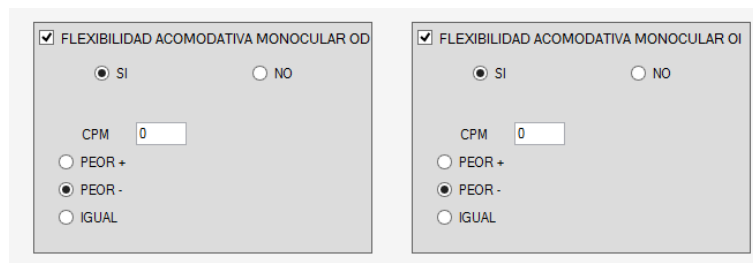 FLEXIBILIDAD ACOMODATIVA MONOCULAR OD
SI NO
CPM 0
PEOR +
PEOR -
IGUAL
FLEXIBILIDAD ACOMODATIVA MONOCULAR OI
SI NO
CPM 0
PEOR +
PEOR -
IGUAL